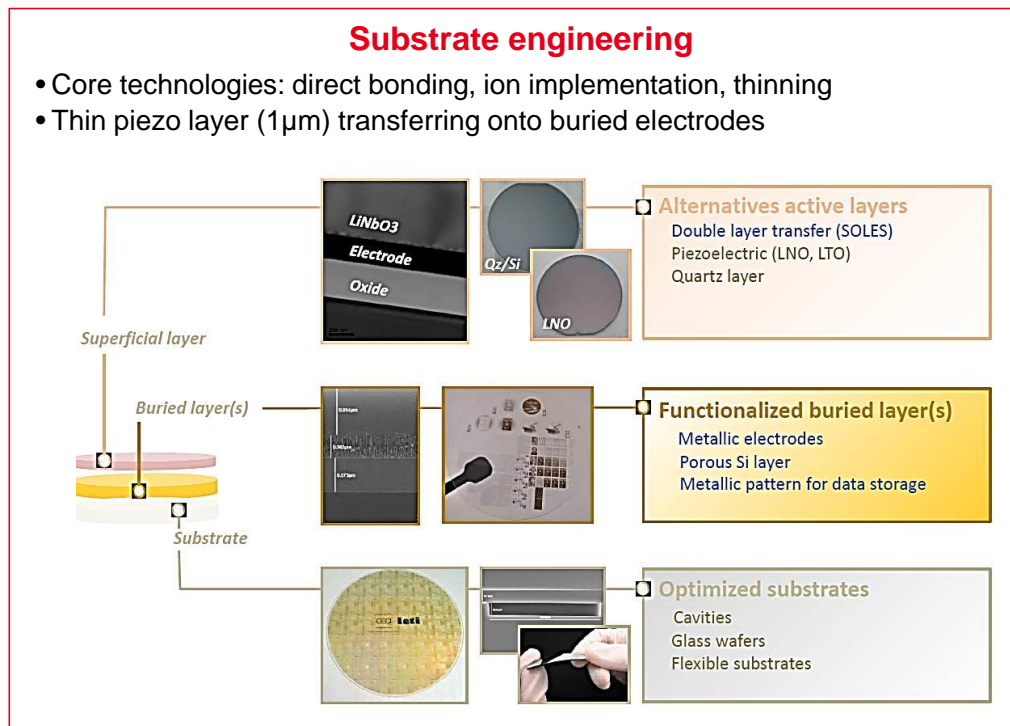 Substrate engineering
• Core technologies: direct bonding, ion implementation, thinning
• Thin piezo layer (1µm) transferring onto buried electrodes
LiNbO3
Electrode
Oxide
Qz/Si
LNO
Alternatives active layers
Double layer transfer (SOLES)
Piezoelectric (LNO, LTO)
Quartz layer
Superficial layer
Buried layer(s)
Functionalized buried layer(s)
Metallic electrodes
Porous Si layer
Metallic pattern for data storage
Substrate
leti
Optimized substrates
Cavities
Glass wafers
Flexible substrates